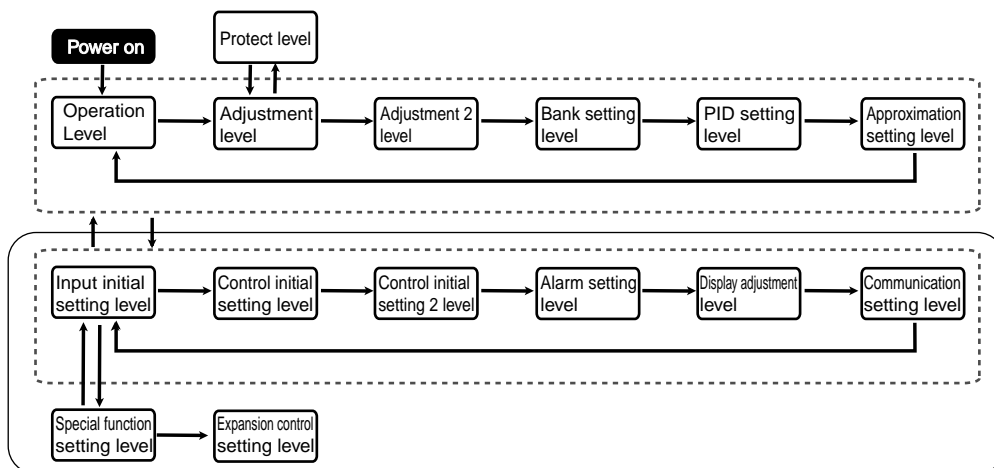 Power on
Protect level
Operation
Level
Adjustment
level
Adjustment 2
level
Bank setting
level
PID setting
level
Approximation
setting level
Input initial
setting level
Control initial
setting level
Control initial
setting 2 level
Alarm setting
level
Display adjustment
level
Communication
setting level
Special function
setting level
Expansion control
setting level